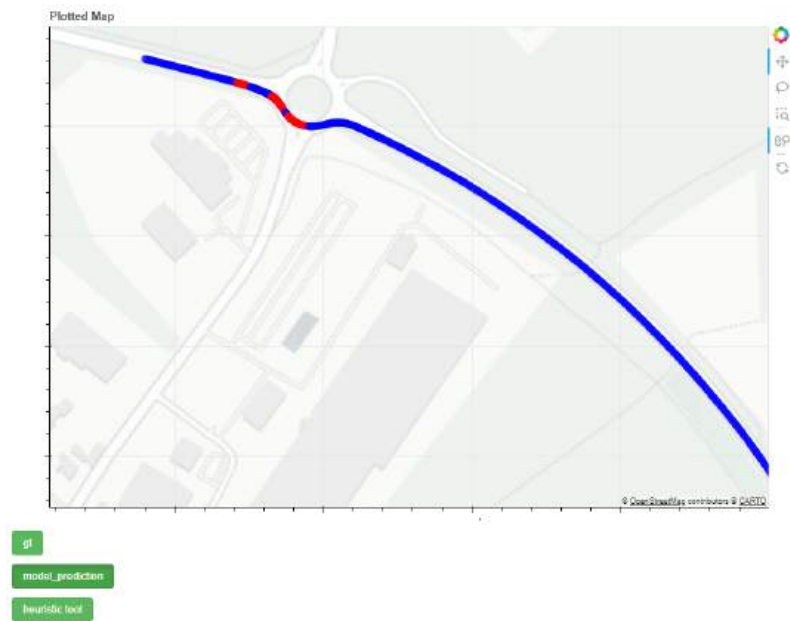 Plotted Map
© OpenStreetMap contributors © CARTO
gt
model_prediction
heuristic tool